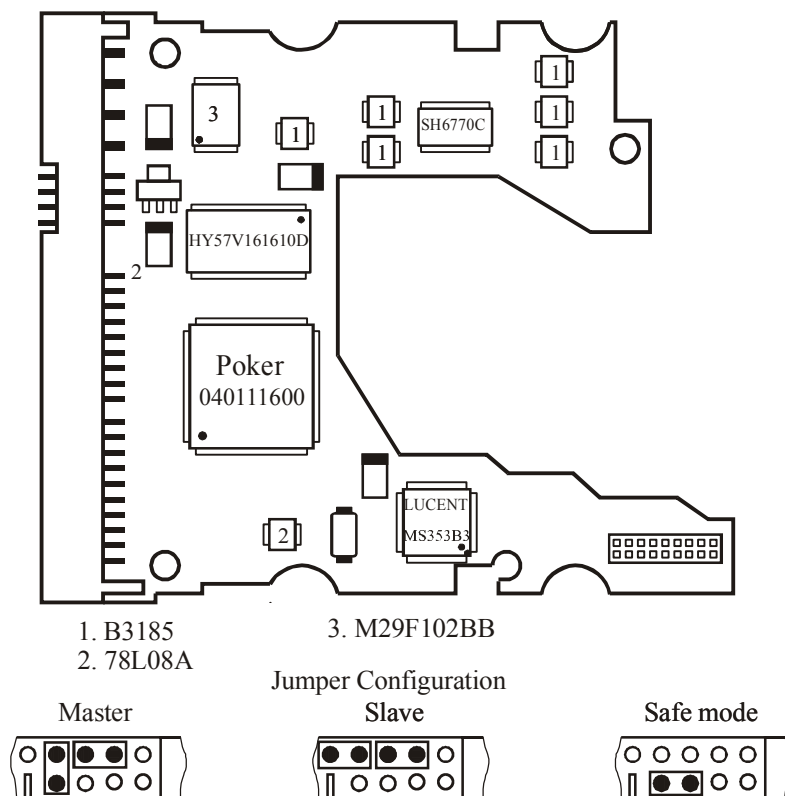 1
3
1
SH6770C
1
1
1
1
1
HY57V161610D
2
Poker
040111600
LUCENT
MS353B3
2
1. B3185
2. 78L08A
3. M29F102BB
Jumper Configuration
Master
Slave
Safe mode